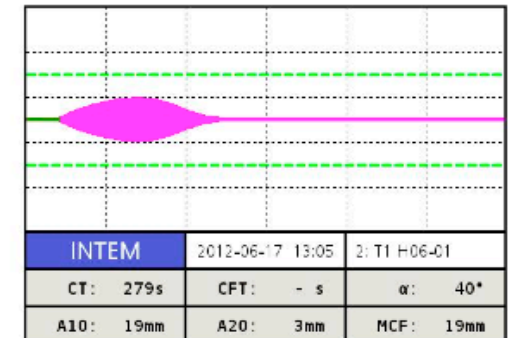 INTEM 2012-06-17 13:05 2: T1 H06-01
CT: 279s CFT: - s α: 40°
A10: 19mm A20: 3mm MCF: 19mm